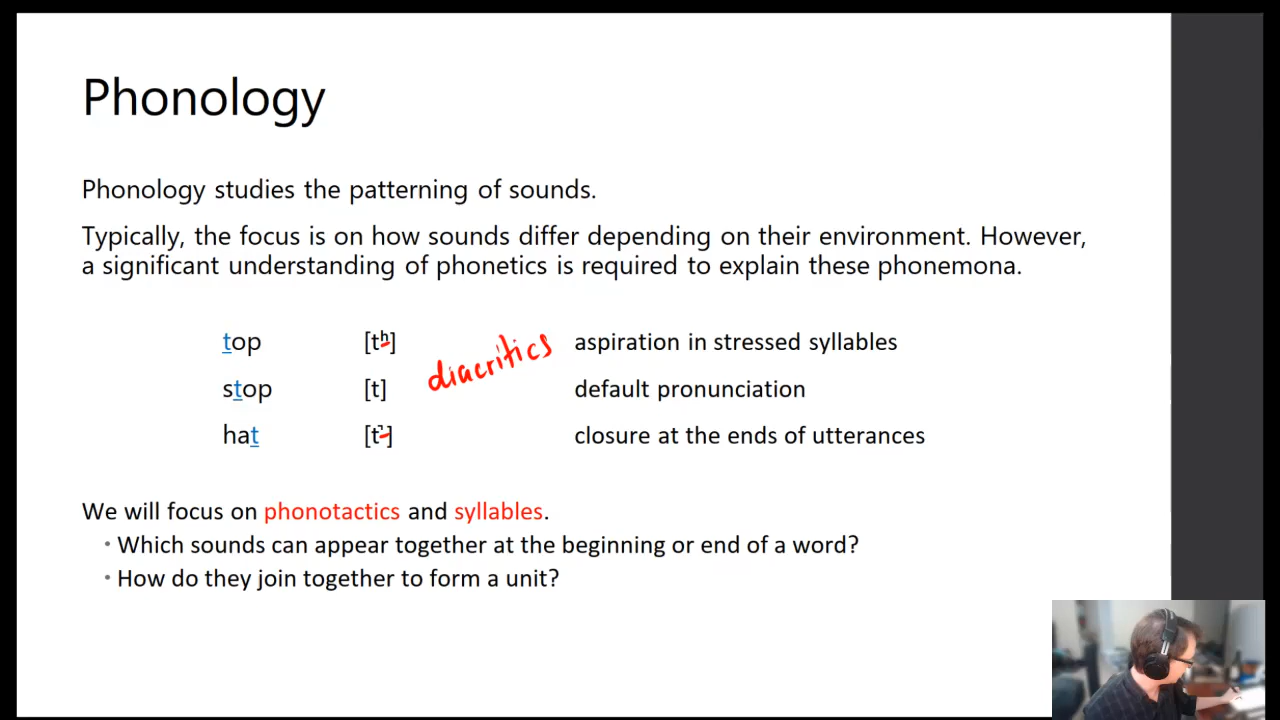 Phonology
Phonology studies the patterning of sounds.
Typically, the focus is on how sounds differ depending on their environment. However,
a significant understanding of phonetics is required to explain these phonemona.
top [tʰ] aspiration in stressed syllables
diacritics
stop [t] default pronunciation
hat [t̚] closure at the ends of utterances
We will focus on phonotactics and syllables.
• Which sounds can appear together at the beginning or end of a word?
• How do they join together to form a unit?